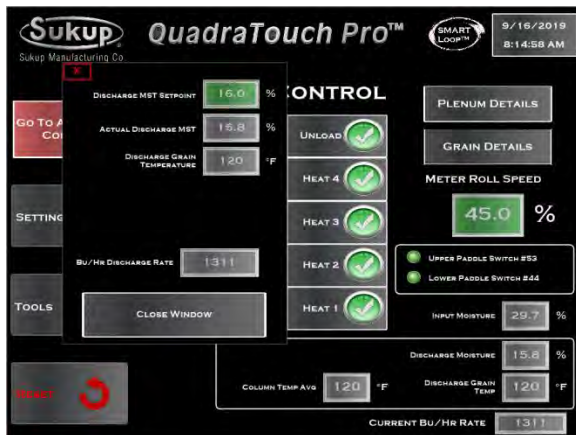 Sukup
Sukup Manufacturing Co
QuadraTouch Pro™
SMART
LOOP™
9/16/2019
8:14:58 AM
X
DISCHARGE MST SETPOINT 16.0 %
ACTUAL DISCHARGE MST 15.8 %
DISCHARGE GRAIN
TEMPERATURE 120 °F
BU/HR DISCHARGE RATE 1311
CLOSE WINDOW
GO TO
SETTING
TOOLS
RESET
CONTROL
UNLOAD
HEAT 4
HEAT 3
HEAT 2
HEAT 1
PLENUM DETAILS
GRAIN DETAILS
METER ROLL SPEED
45.0 %
UPPER PADDLE SWITCH #53
LOWER PADDLE SWITCH #44
INPUT MOISTURE 29.7 %
DISCHARGE MOISTURE 15.8 %
COLUMN TEMP AVG 120 °F
DISCHARGE GRAIN
TEMP 120 °F
CURRENT BU/HR RATE 1311